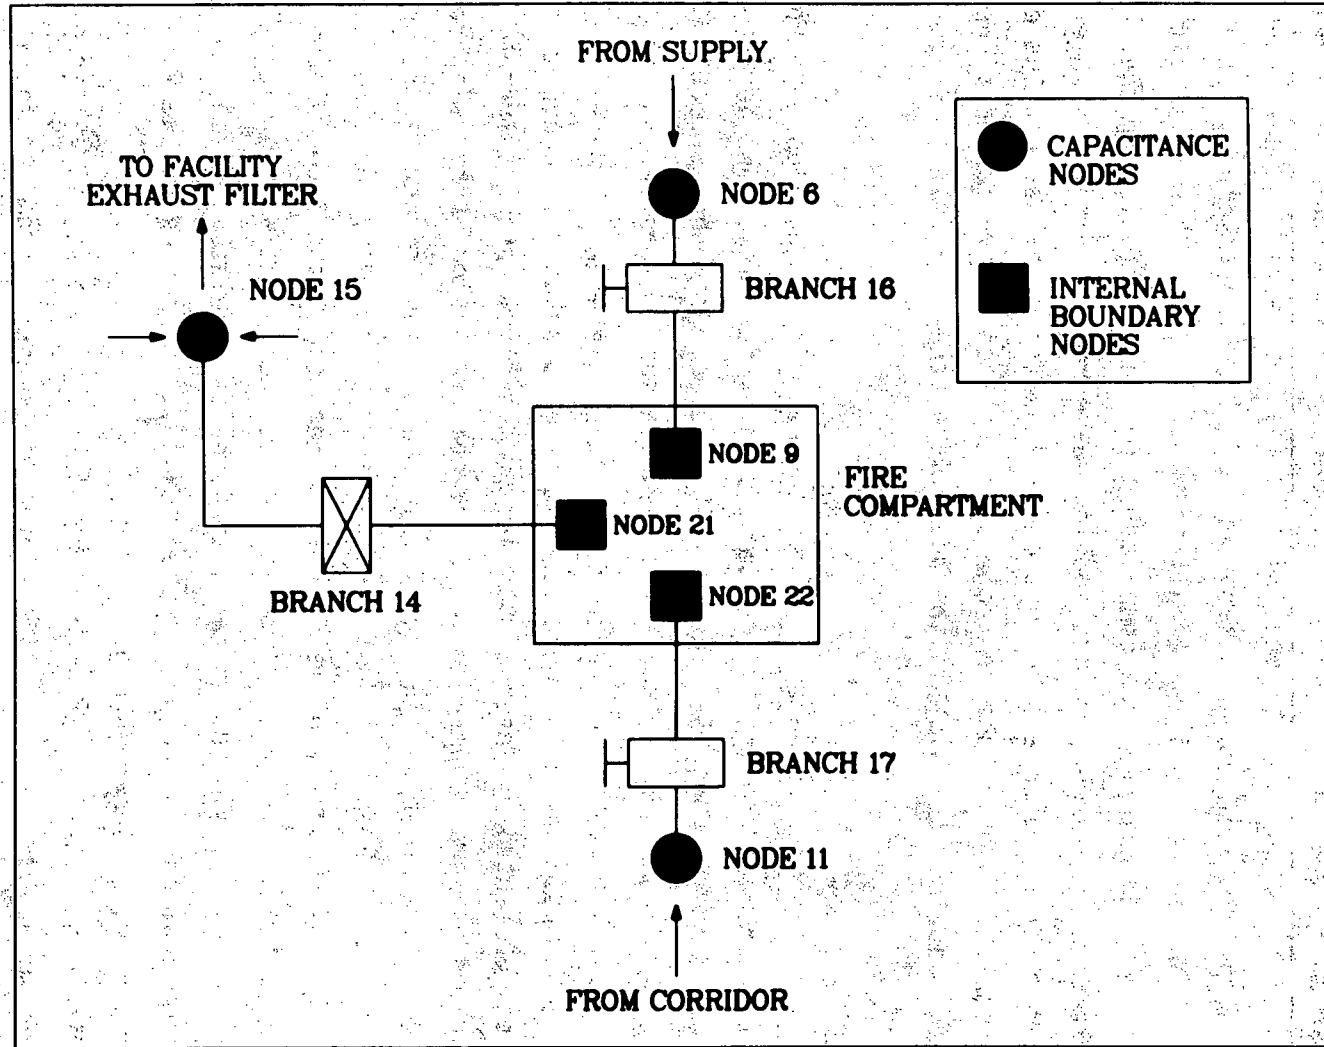 FROM SUPPLY
TO FACILITY
EXHAUST FILTER
NODE 6
CAPACITANCE
NODES
NODE 15
BRANCH 16
INTERNAL
BOUNDARY
NODES
NODE 9
FIRE
COMPARTMENT
NODE 21
BRANCH 14
NODE 22
BRANCH 17
NODE 11
FROM CORRIDOR